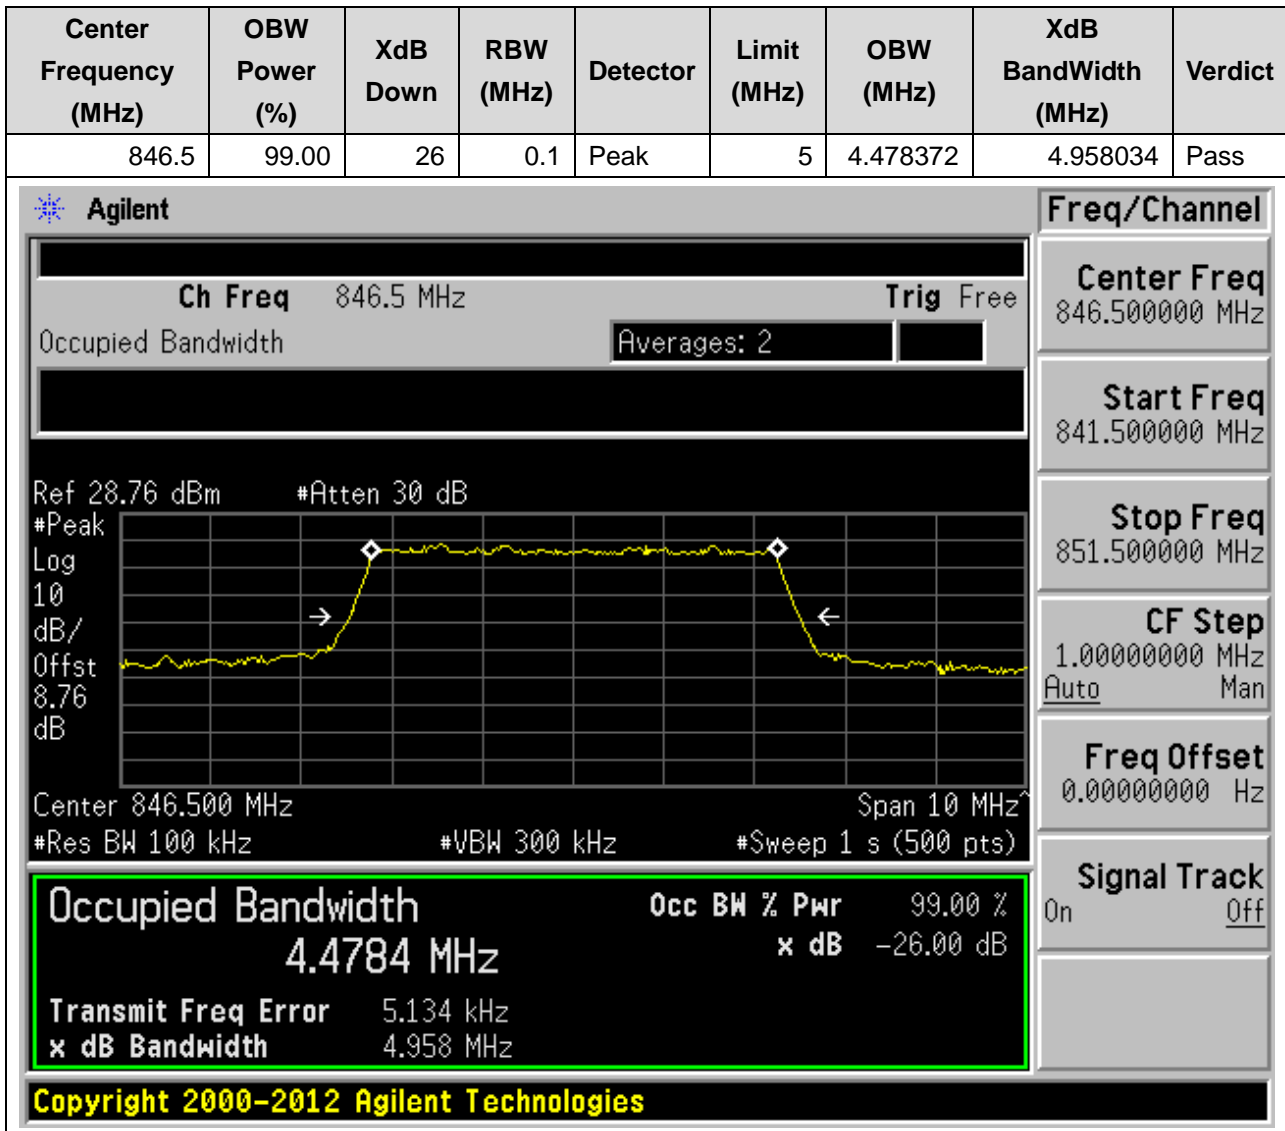 Center Frequency (MHz) OBW Power (%) XdB Down RBW (MHz) Detector Limit (MHz) OBW (MHz) XdB BandWidth (MHz) Verdict
846.5 99.00 26 0.1 Peak 5 4.478372 4.958034 Pass
Agilent
Freq/Channel
Ch Freq 846.5 MHz Trig Free
Occupied Bandwidth Averages: 2
Center Freq
846.500000 MHz
Start Freq
841.500000 MHz
Stop Freq
851.500000 MHz
CF Step
1.00000000 MHz
Auto Man
Freq Offset
0.00000000 Hz
Signal Track
On Off
Ref 28.76 dBm #Atten 30 dB
#Peak
Log
10
dB/
Offst
8.76
dB
Center 846.500 MHz Span 10 MHz^
#Res BW 100 kHz #VBW 300 kHz #Sweep 1 s (500 pts)
Occupied Bandwidth Occ BW % Pwr 99.00 %
4.4784 MHz x dB -26.00 dB
Transmit Freq Error 5.134 kHz
x dB Bandwidth 4.958 MHz
Copyright 2000-2012 Agilent Technologies